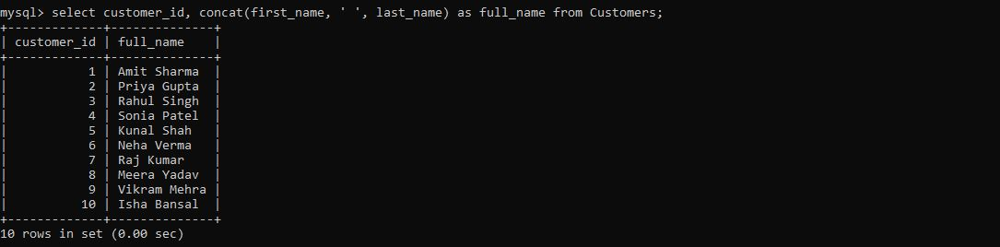 mysql> select customer_id, concat(first_name, ' ', last_name) as full_name from Customers;
+-------------+--------------+
| customer_id | full_name    |
+-------------+--------------+
|           1 | Amit Sharma  |
|           2 | Priya Gupta  |
|           3 | Rahul Singh  |
|           4 | Sonia Patel  |
|           5 | Kunal Shah   |
|           6 | Neha Verma   |
|           7 | Raj Kumar    |
|           8 | Meera Yadav  |
|           9 | Vikram Mehra |
|          10 | Isha Bansal  |
+-------------+--------------+
10 rows in set (0.00 sec)